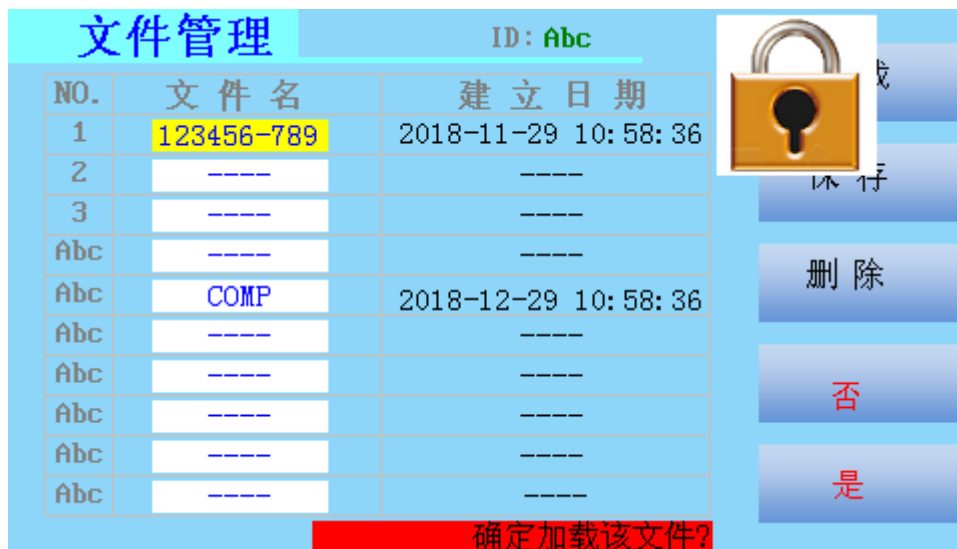 文件管理 ID: Abc
NO. 文件名 建立日期
1 123456-789 2018-11-29 10:58:36
2 ---- ----
3 ---- ----
Abc ---- ----
Abc COMP 2018-12-29 10:58:36
Abc ---- ----
Abc ---- ----
Abc ---- ----
Abc ---- ----
Abc ---- ----
保存
删除
否
是
确定加载该文件?